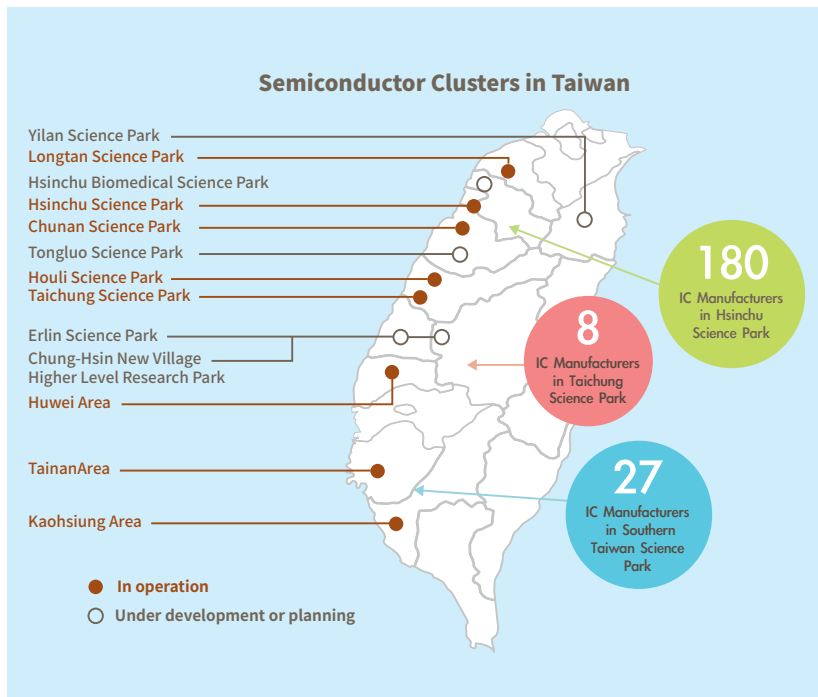 Semiconductor Clusters in Taiwan
Yilan Science Park
Longtan Science Park
Hsinchu Biomedical Science Park
Hsinchu Science Park
Chunan Science Park
Tongluo Science Park
Houli Science Park
Taichung Science Park
Erlin Science Park
Chung-Hsin New Village
Higher Level Research Park
Huwei Area
TainanArea
Kaohsiung Area
180
IC Manufacturers
in Hsinchu
Science Park
8
IC Manufacturers
in Taichung
Science Park
27
IC Manufacturers
in Southern
Taiwan Science
Park
In operation
Under development or planning